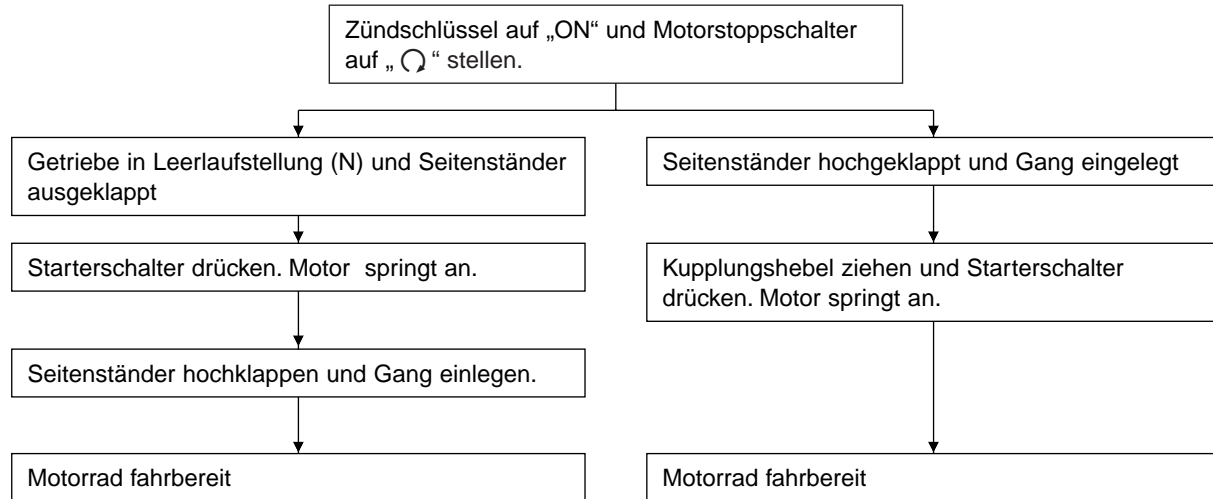 Zündschlüssel auf „ON“ und Motorstoppschalter
auf „ “ stellen.
Getriebe in Leerlaufstellung (N) und Seitenständer
ausgeklappt
Starterschalter drücken. Motor springt an.
Seitenständer hochklappen und Gang einlegen.
Motorrad fahrbereit
Seitenständer hochgeklappt und Gang eingelegt
Kupplungshebel ziehen und Starterschalter
drücken. Motor springt an.
Motorrad fahrbereit